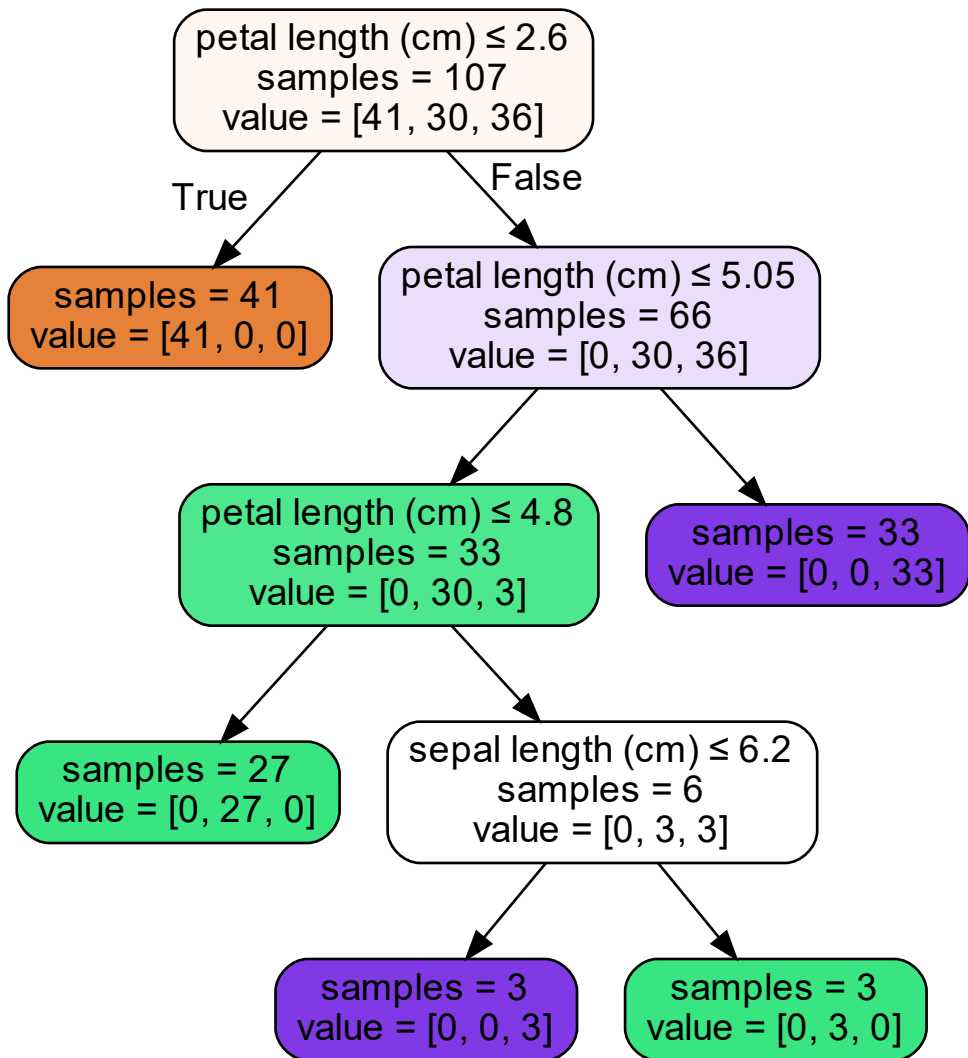 petal length (cm) ≤ 2.6
samples = 107
value = [41, 30, 36]
True
False
samples = 41
value = [41, 0, 0]
petal length (cm) ≤ 5.05
samples = 66
value = [0, 30, 36]
petal length (cm) ≤ 4.8
samples = 33
value = [0, 30, 3]
samples = 33
value = [0, 0, 33]
samples = 27
value = [0, 27, 0]
sepal length (cm) ≤ 6.2
samples = 6
value = [0, 3, 3]
samples = 3
value = [0, 0, 3]
samples = 3
value = [0, 3, 0]